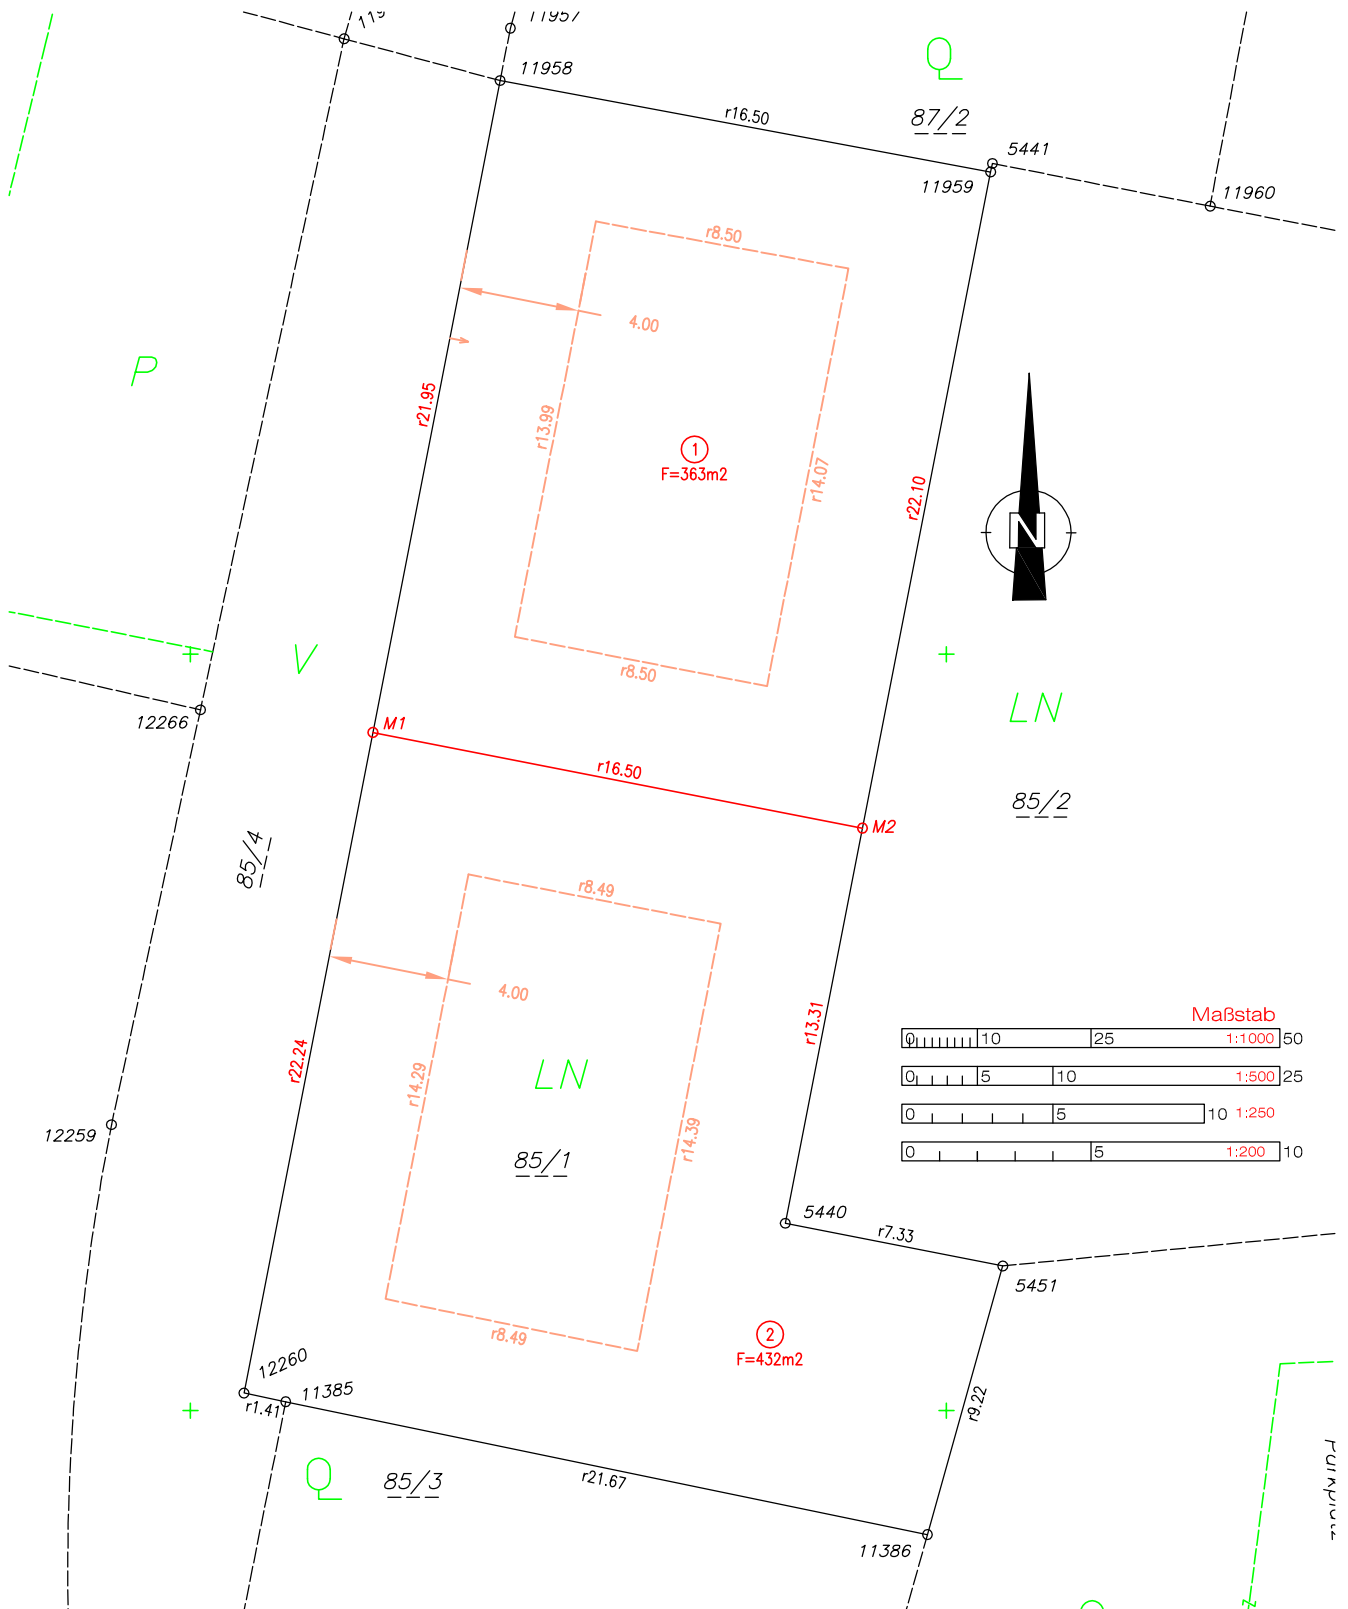 11957
11958
Q
87/2
r16.50
5441
11959
11960
r8.50
4.00
P
r21.95
r13.99
1
F=363m2
r14.07
r22.10
N
V
r8.50
LN
12266
M1
r16.50
85/2
M2
85/4
r8.49
4.00
Maßstab
0 10 25 1:1000 50
0 5 10 1:500 25
0 5 10 1:250
0 5 1:200 10
r13.31
r22.24
LN
r14.29
12259
r14.39
85/1
5440
r7.33
5451
2
F=432m2
r8.49
12260
11385
r1.41
r9.22
Q
85/3
r21.67
11386